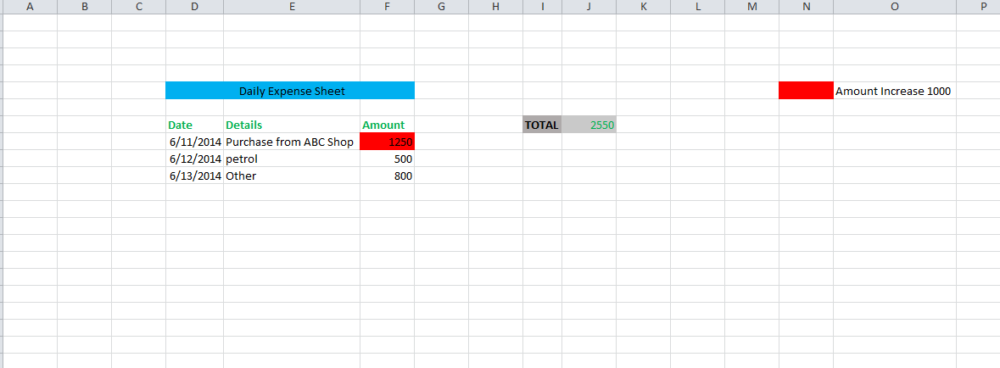 A B C D E F G H I J K L M N O P
Daily Expense Sheet Amount Increase 1000
Date Details Amount TOTAL 2550
6/11/2014 Purchase from ABC Shop 1250
6/12/2014 petrol 500
6/13/2014 Other 800